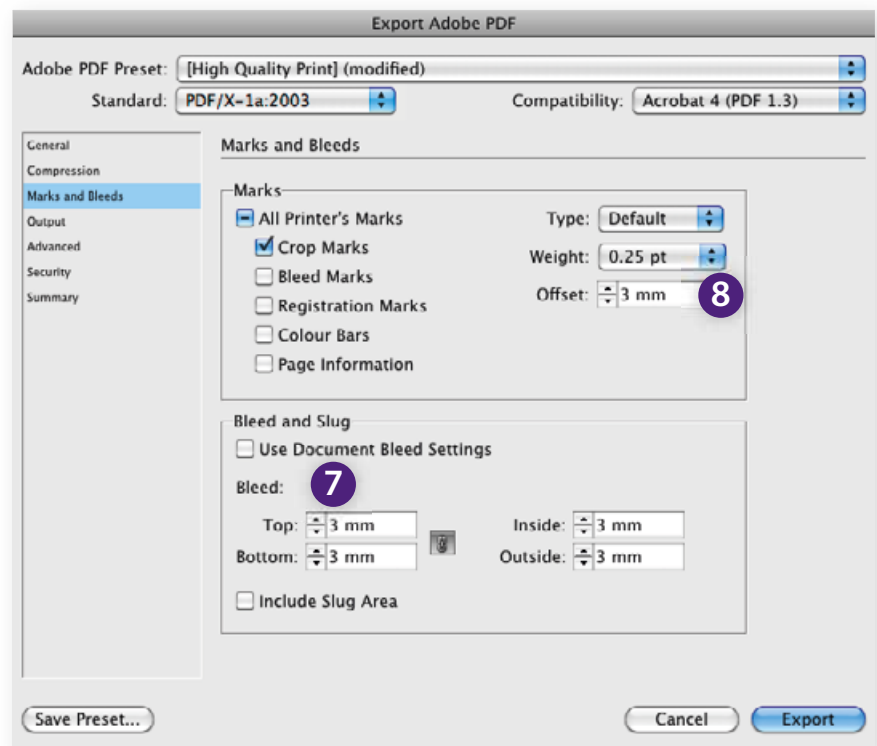 Export Adobe PDF
Adobe PDF Preset: [High Quality Print] (modified)
Standard: PDF/X-1a:2003 Compatibility: Acrobat 4 (PDF 1.3)
General
Compression
Marks and Bleeds
Output
Advanced
Security
Summary
Marks and Bleeds
Marks
All Printer's Marks
Crop Marks
Bleed Marks
Registration Marks
Colour Bars
Page Information
Type: Default
Weight: 0.25 pt
Offset: 3 mm 8
Bleed and Slug
Use Document Bleed Settings
Bleed: 7
Top: 3 mm Inside: 3 mm
Bottom: 3 mm Outside: 3 mm
Include Slug Area
Save Preset... Cancel Export